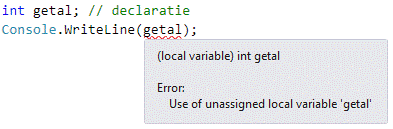 int getal; // declaratie
Console.WriteLine(getal);
(local variable) int getal
Error:
Use of unassigned local variable 'getal'